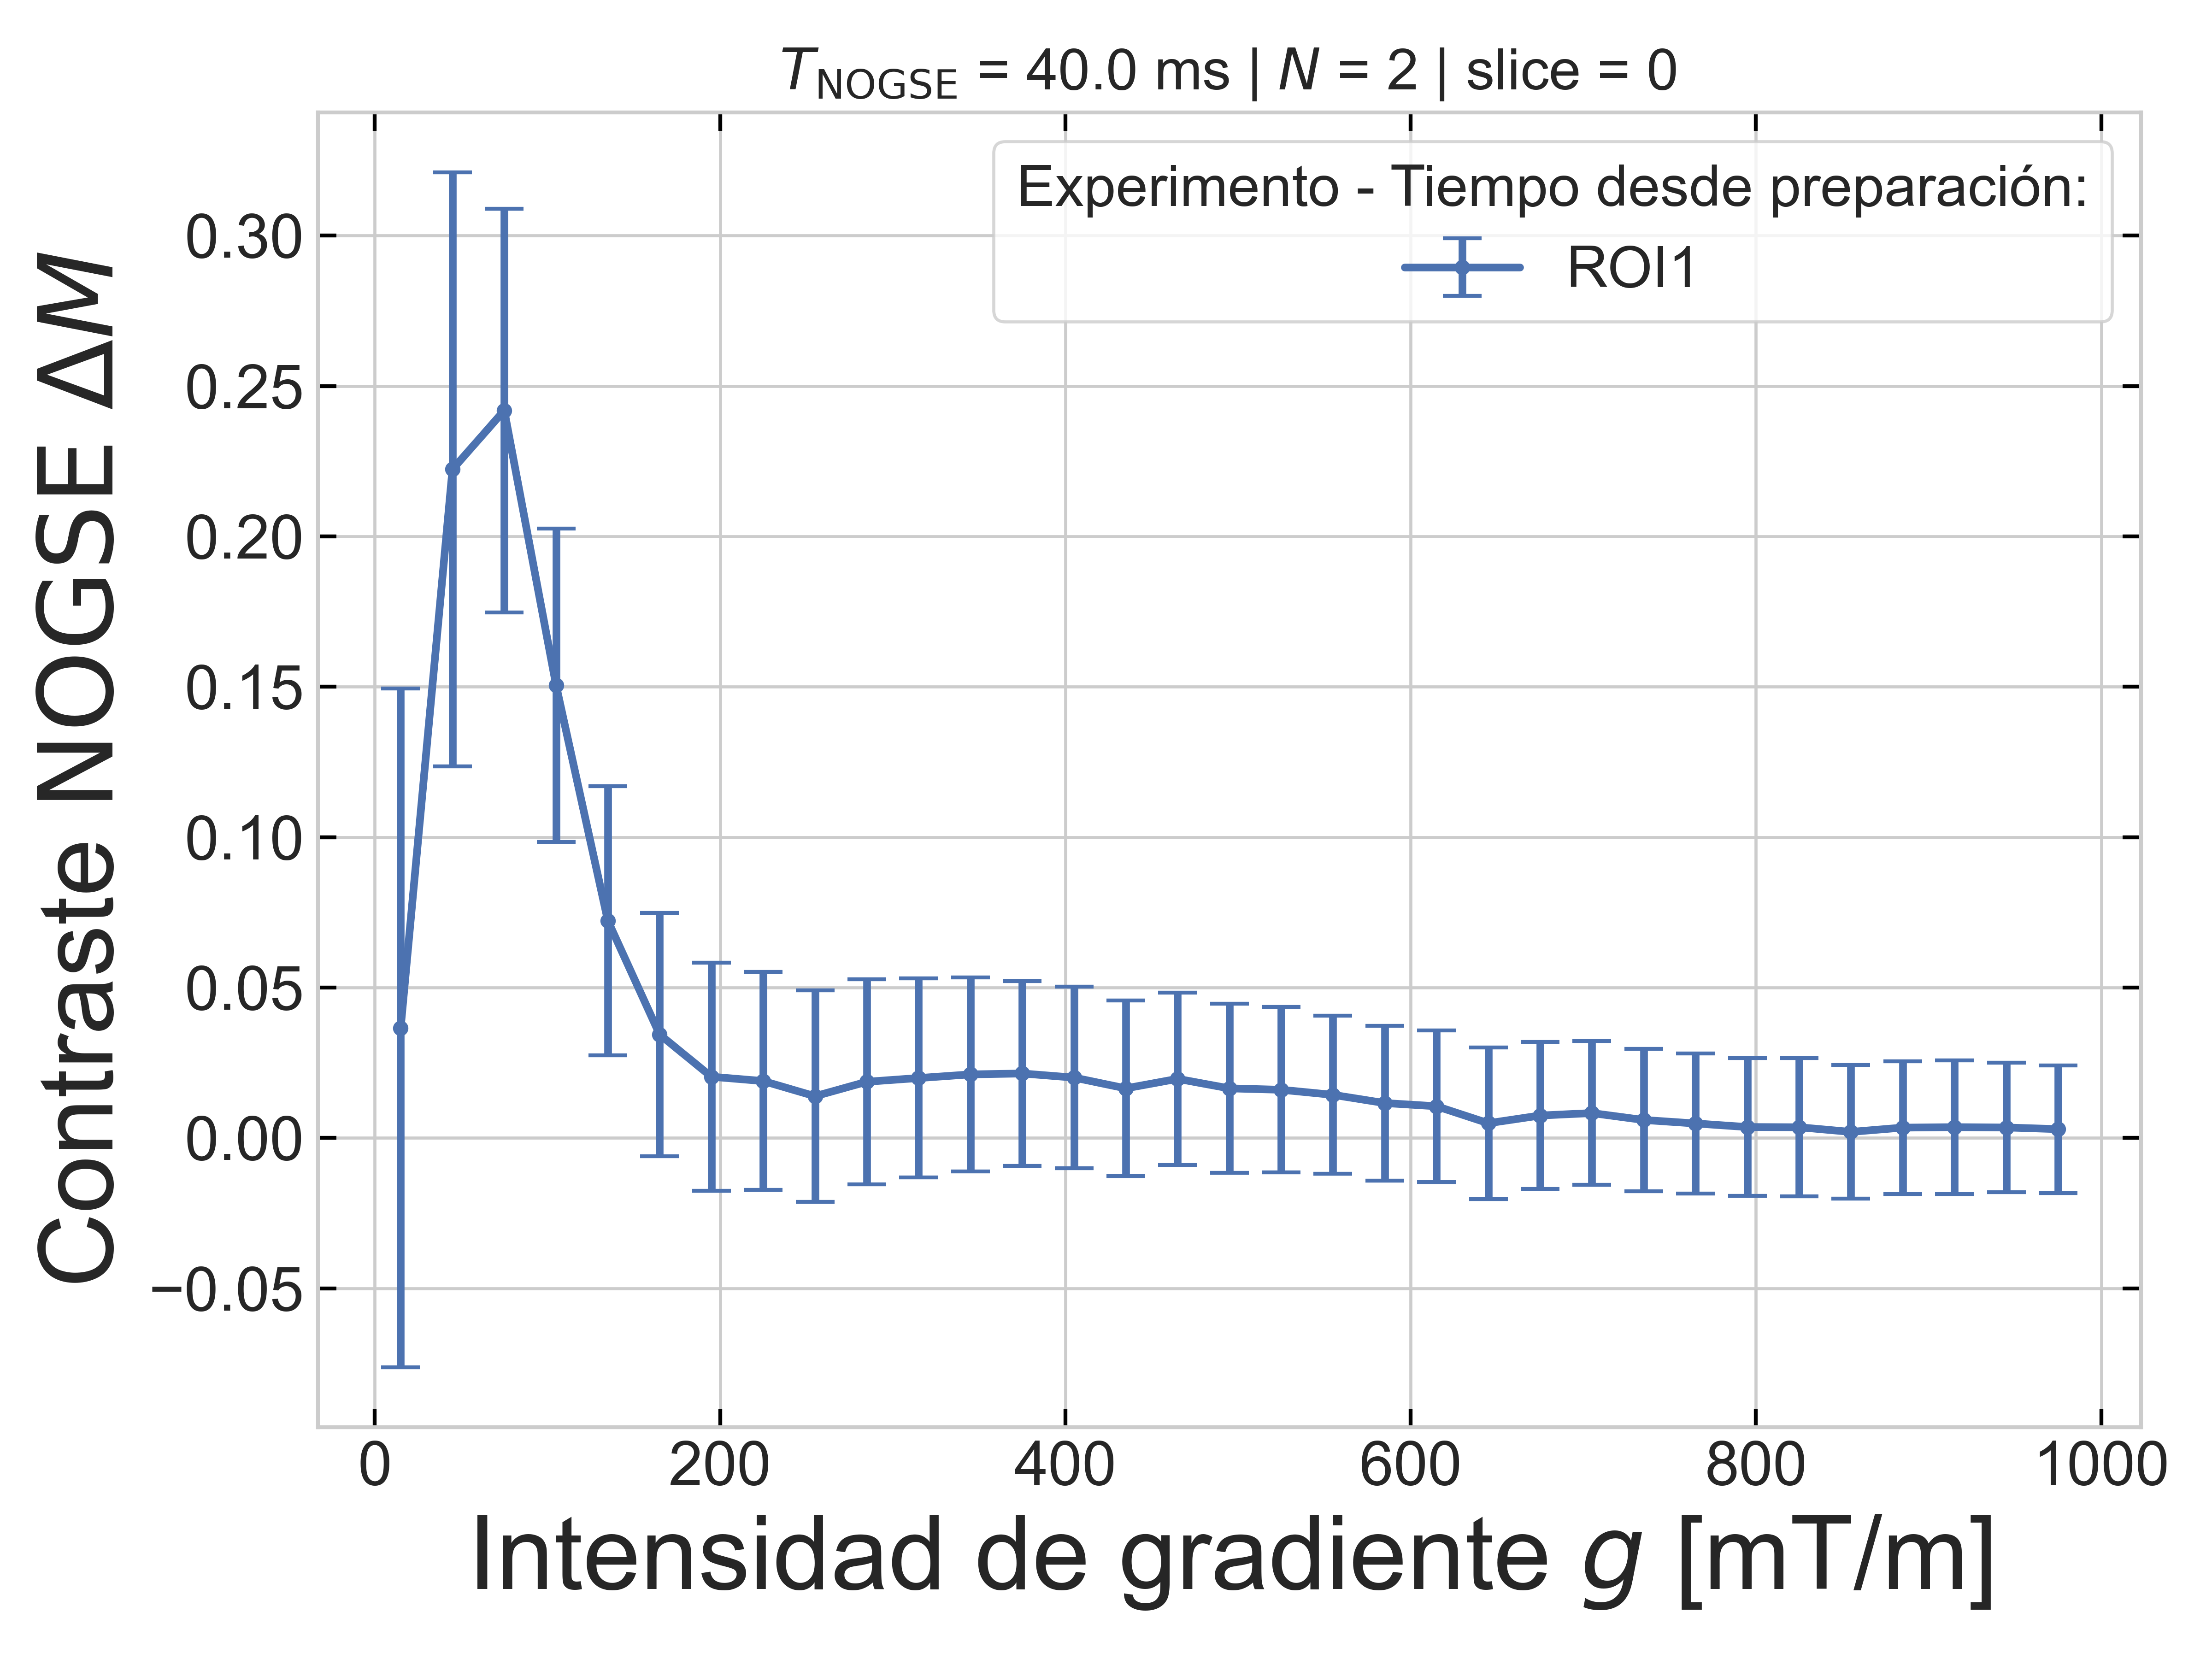 T_NOGSE = 40.0 ms | N = 2 | slice = 0
Experimento - Tiempo desde preparación:
ROI1
Contraste NOGSE ΔM
0.30
0.25
0.20
0.15
0.10
0.05
0.00
−0.05
0 200 400 600 800 1000
Intensidad de gradiente g [mT/m]